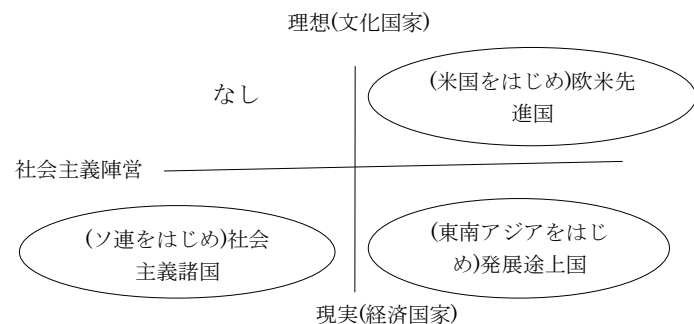 理想(文化国家)
なし
(米国をはじめ)欧米先
進国
社会主義陣営
(ソ連をはじめ)社会
主義諸国
(東南アジアをはじ
め)発展途上国
現実(経済国家)